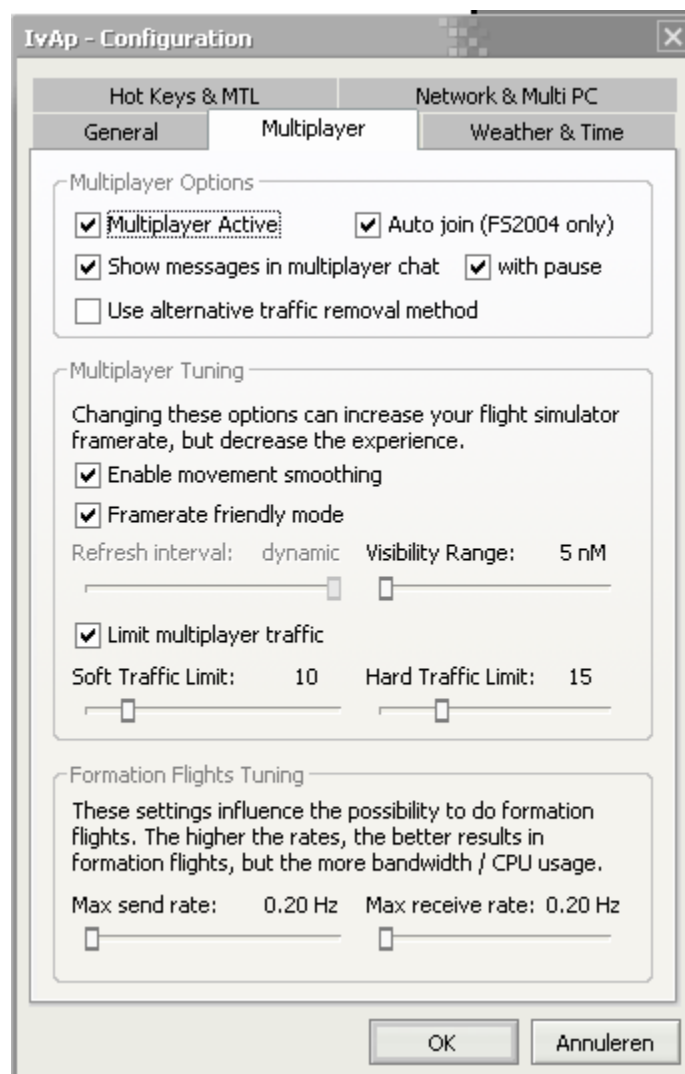 IvAp - Configuration
Hot Keys & MTL Network & Multi PC
General Multiplayer Weather & Time
Multiplayer Options
Multiplayer Active Auto join (FS2004 only)
Show messages in multiplayer chat with pause
Use alternative traffic removal method
Multiplayer Tuning
Changing these options can increase your flight simulator
framerate, but decrease the experience.
Enable movement smoothing
Framerate friendly mode
Refresh interval: dynamic Visibility Range: 5 nM
Limit multiplayer traffic
Soft Traffic Limit: 10 Hard Traffic Limit: 15
Formation Flights Tuning
These settings influence the possibility to do formation
flights. The higher the rates, the better results in
formation flights, but the more bandwidth / CPU usage.
Max send rate: 0.20 Hz Max receive rate: 0.20 Hz
OK Annuleren